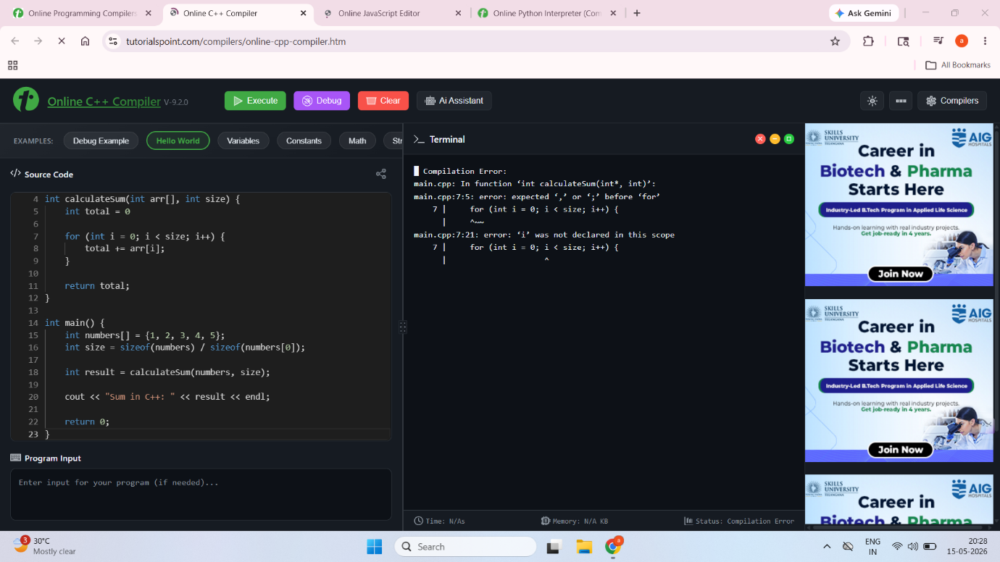 Online Programming Compilers
Online C++ Compiler
Online JavaScript Editor
Online Python Interpreter (Com
Ask Gemini
tutorialspoint.com/compilers/online-cpp-compiler.htm
a
All Bookmarks
Online C++ Compiler V-9.2.0
Execute
Debug
Clear
Ai Assistant
Compilers
EXAMPLES:
Debug Example
Hello World
Variables
Constants
Math
Str
</> Source Code
4 int calculateSum(int arr[], int size) {
5     int total = 0
6
7     for (int i = 0; i < size; i++) {
8         total += arr[i];
9     }
10
11     return total;
12 }
13
14 int main() {
15     int numbers[] = {1, 2, 3, 4, 5};
16     int size = sizeof(numbers) / sizeof(numbers[0]);
17
18     int result = calculateSum(numbers, size);
19
20     cout << "Sum in C++: " << result << endl;
21
22     return 0;
23 }
Program Input
Enter input for your program (if needed)...
>_ Terminal
Compilation Error:
main.cpp: In function ‘int calculateSum(int*, int)’:
main.cpp:7:5: error: expected ‘,’ or ‘;’ before ‘for’
    7 |     for (int i = 0; i < size; i++) {
      |     ^~~
main.cpp:7:21: error: ‘i’ was not declared in this scope
    7 |     for (int i = 0; i < size; i++) {
      |                     ^
Time: N/As
Memory: N/A KB
Status: Compilation Error
SKILLS
UNIVERSITY
TELANGANA
AIG
HOSPITALS
Career in
Biotech & Pharma
Starts Here
Industry-Led B.Tech Program in Applied Life Science
Hands-on learning with real industry projects.
Get job-ready in 4 years.
Join Now
SKILLS
UNIVERSITY
TELANGANA
AIG
HOSPITALS
Career in
Biotech & Pharma
Starts Here
Industry-Led B.Tech Program in Applied Life Science
Hands-on learning with real industry projects.
Get job-ready in 4 years.
Join Now
SKILLS
UNIVERSITY
TELANGANA
AIG
HOSPITALS
Career in
Biotech & Pharma
3
30°C
Mostly clear
Search
a
ENG
IN
20:28
15-05-2026